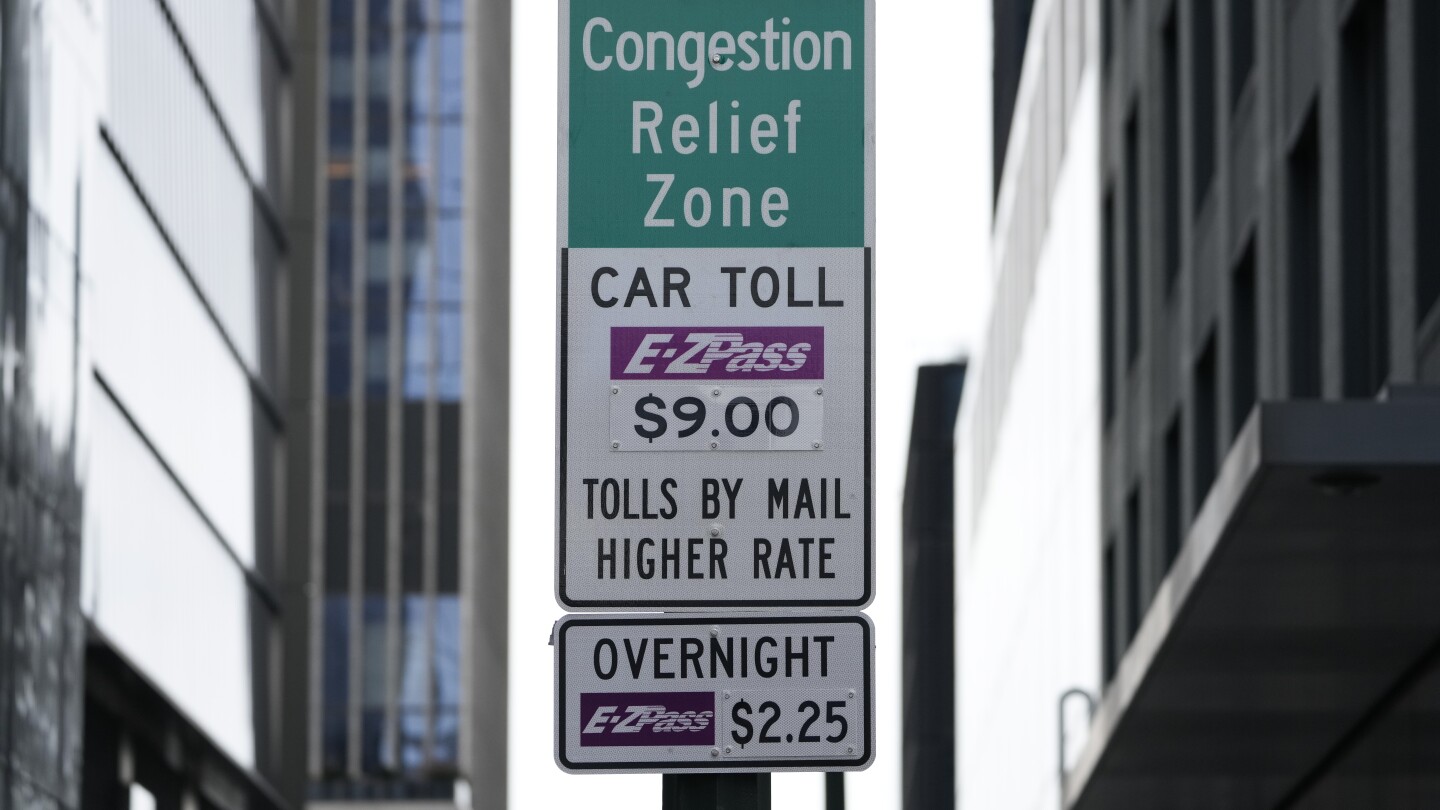 Congestion
Relief
Zone
CAR TOLL
E-ZPass
$9.00
TOLLS BY MAIL
HIGHER RATE
OVERNIGHT
E-ZPass $2.25